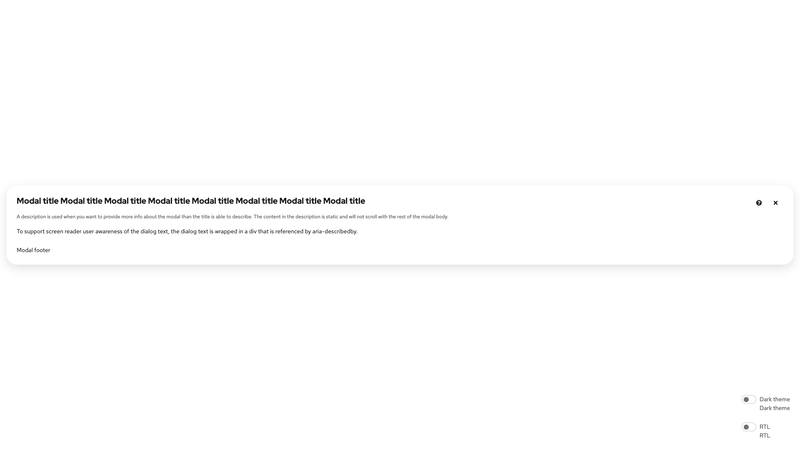 Modal title Modal title Modal title Modal title Modal title Modal title Modal title Modal title
A description is used when you want to provide more info about the modal than the title is able to describe. The content in the description is static and will not scroll with the rest of the modal body.
To support screen reader user awareness of the dialog text, the dialog text is wrapped in a div that is referenced by aria-describedby.
Modal footer
Dark theme
Dark theme
RTL
RTL